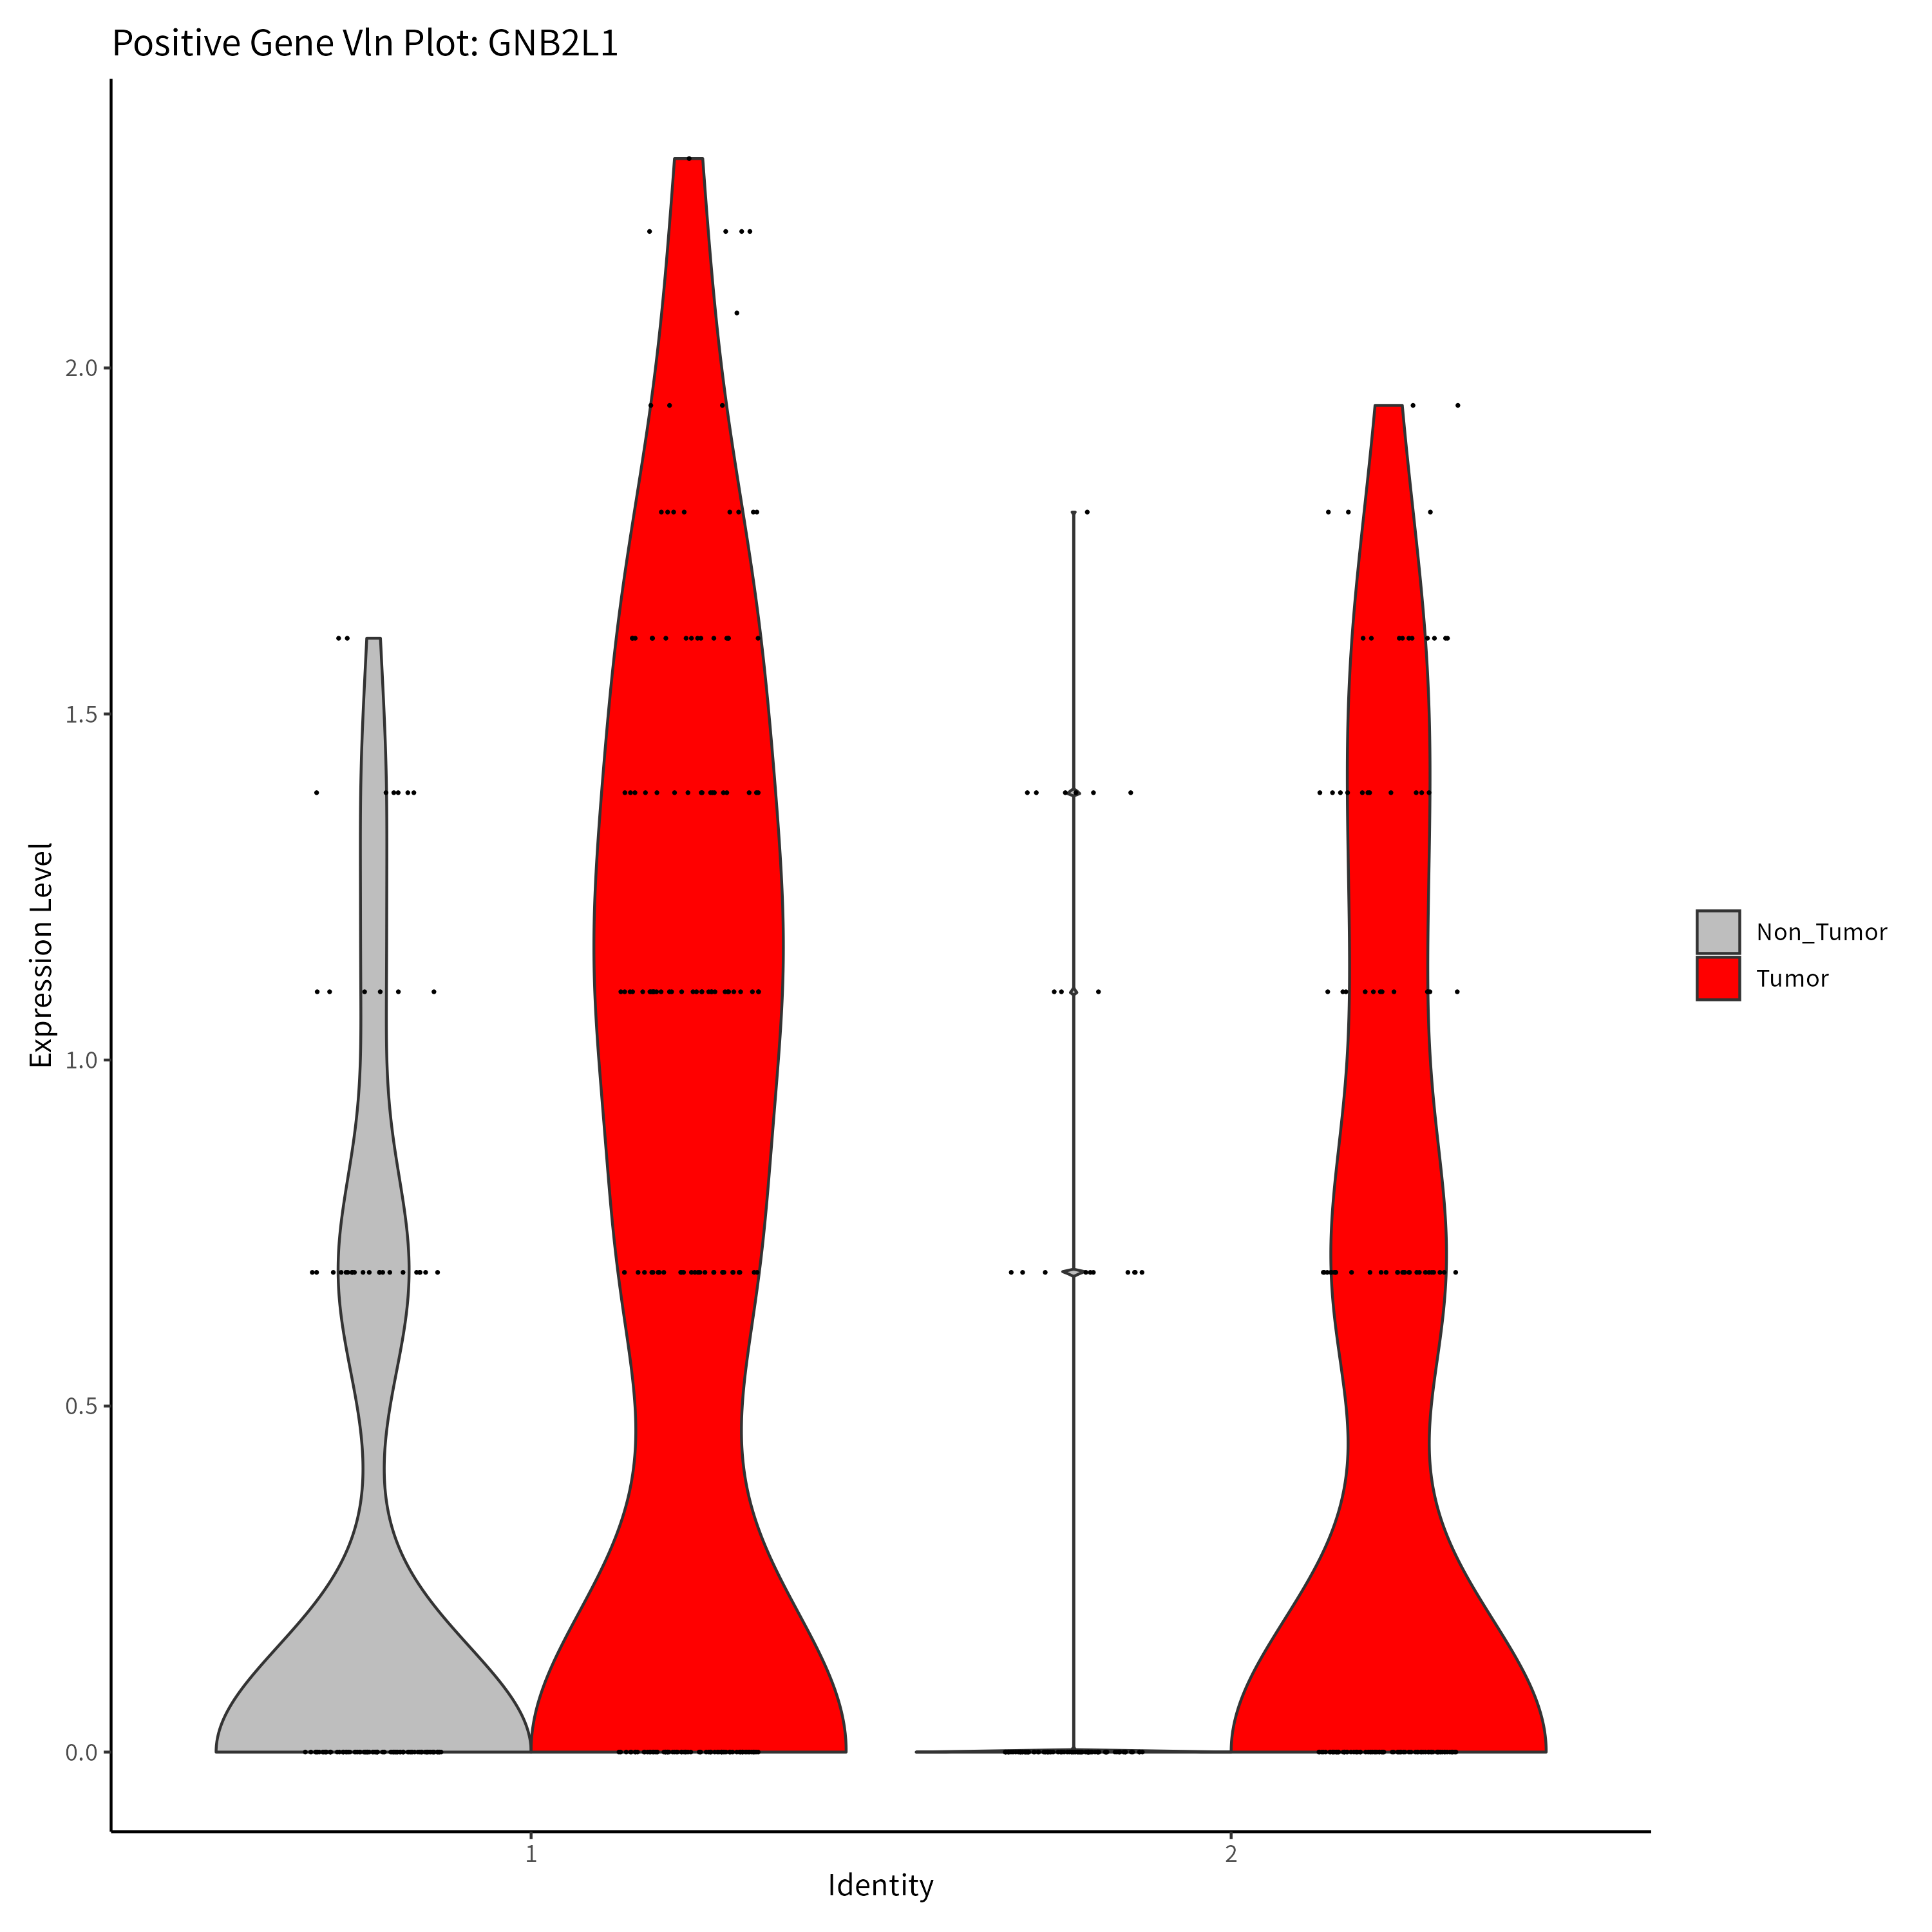 Positive Gene Vln Plot: GNB2L1
Expression Level
2.0
1.5
1.0
0.5
0.0
1
2
Identity
Non_Tumor
Tumor